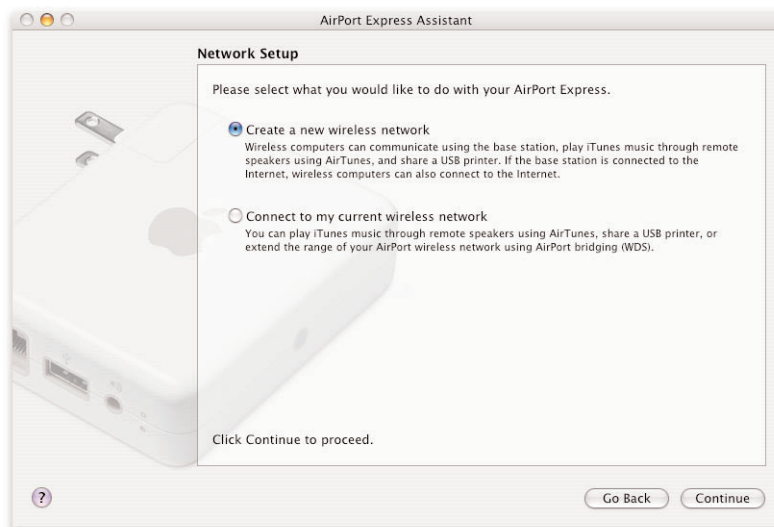 AirPort Express Assistant
Network Setup
Please select what you would like to do with your AirPort Express.
Create a new wireless network
Wireless computers can communicate using the base station, play iTunes music through remote
speakers using AirTunes, and share a USB printer. If the base station is connected to the
Internet, wireless computers can also connect to the Internet.
Connect to my current wireless network
You can play iTunes music through remote speakers using AirTunes, share a USB printer, or
extend the range of your AirPort wireless network using AirPort bridging (WDS).
Click Continue to proceed.
?
Go Back
Continue